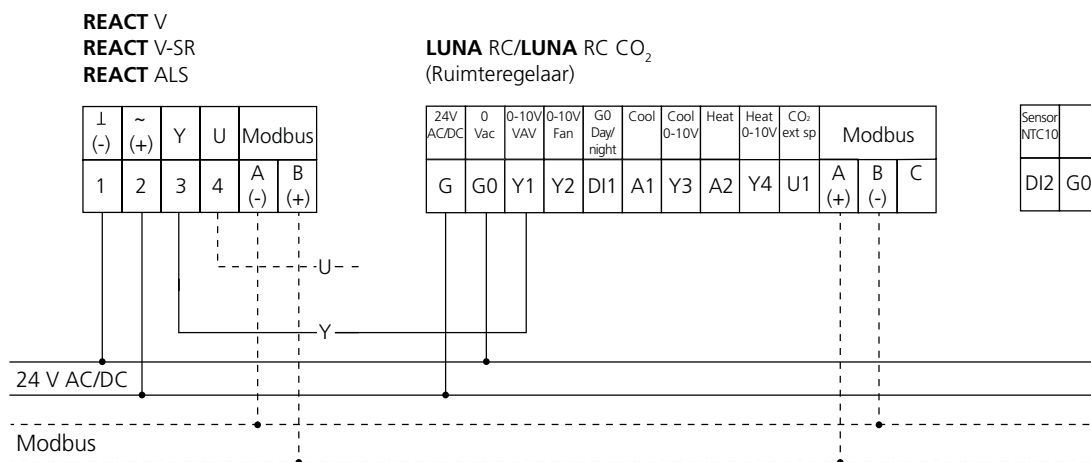 REACT V
REACT V-SR
REACT ALS
LUNA RC/LUNA RC CO₂
(Ruimteregelaar)
⊥ (-) ~ (+) Y U Modbus
1 2 3 4 A (-) B (+)
24V AC/DC 0 Vac 0-10V VAV 0-10V Fan G0 Day/night Cool Cool 0-10V Heat Heat 0-10V CO₂ ext sp Modbus
G G0 Y1 Y2 DI1 A1 Y3 A2 Y4 U1 A (+) B (-) C
Sensor NTC10
DI2 G0
U
Y
24 V AC/DC
Modbus